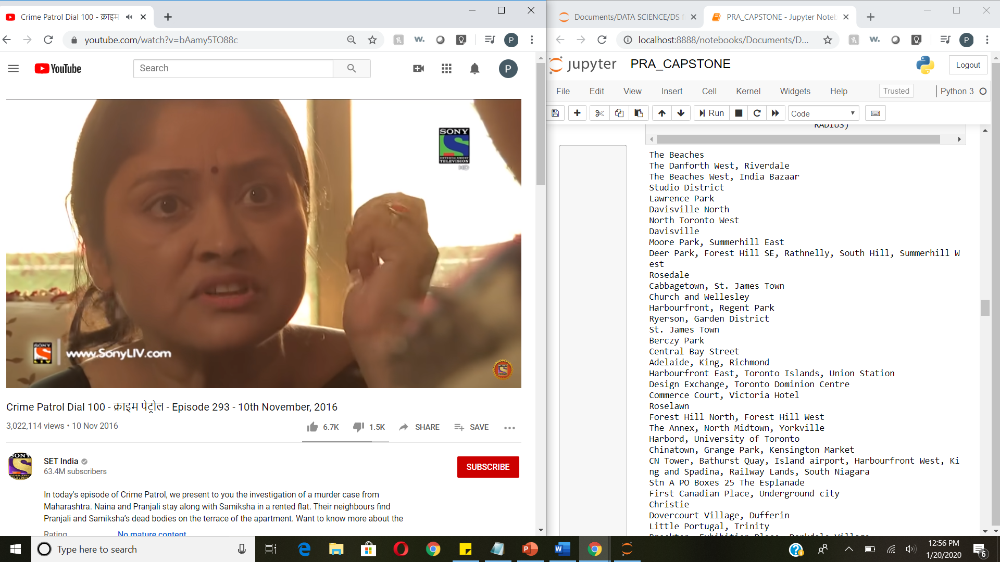 Crime Patrol Dial 100 - क्राइम
youtube.com/watch?v=bAamy5TO88c
P
YouTube
Search
P
SONY
ENTERTAINMENT
TELEVISION
HD
SONY
LIV
www.SonyLIV.com
Crime Patrol Dial 100 - क्राइम पेट्रोल - Episode 293 - 10th November, 2016
3,022,114 views • 10 Nov 2016
6.7K
1.5K
SHARE
SAVE
SONY
ENTERTAINMENT
TELEVISION
SET India
63.4M subscribers
SUBSCRIBE
In today's episode of Crime Patrol, we present to you the investigation of a murder case from
Maharashtra. Naina and Pranjali stay along with Samiksha in a rented flat. Their neighbours find
Pranjali and Samiksha's dead bodies on the terrace of the apartment. Want to know more about the
Rating
No mature content
Documents/DATA SCIENCE/DS
PRA_CAPSTONE - Jupyter Noteb
localhost:8888/notebooks/Documents/D...
P
jupyter PRA_CAPSTONE
Logout
File Edit View Insert Cell Kernel Widgets Help
Trusted
Python 3
Run
Code
RADIUS)
The Beaches
The Danforth West, Riverdale
The Beaches West, India Bazaar
Studio District
Lawrence Park
Davisville North
North Toronto West
Davisville
Moore Park, Summerhill East
Deer Park, Forest Hill SE, Rathnelly, South Hill, Summerhill W
est
Rosedale
Cabbagetown, St. James Town
Church and Wellesley
Harbourfront, Regent Park
Ryerson, Garden District
St. James Town
Berczy Park
Central Bay Street
Adelaide, King, Richmond
Harbourfront East, Toronto Islands, Union Station
Design Exchange, Toronto Dominion Centre
Commerce Court, Victoria Hotel
Roselawn
Forest Hill North, Forest Hill West
The Annex, North Midtown, Yorkville
Harbord, University of Toronto
Chinatown, Grange Park, Kensington Market
CN Tower, Bathurst Quay, Island airport, Harbourfront West, Ki
ng and Spadina, Railway Lands, South Niagara
Stn A PO Boxes 25 The Esplanade
First Canadian Place, Underground city
Christie
Dovercourt Village, Dufferin
Little Portugal, Trinity
Type here to search
12:56 PM
1/20/2020
6